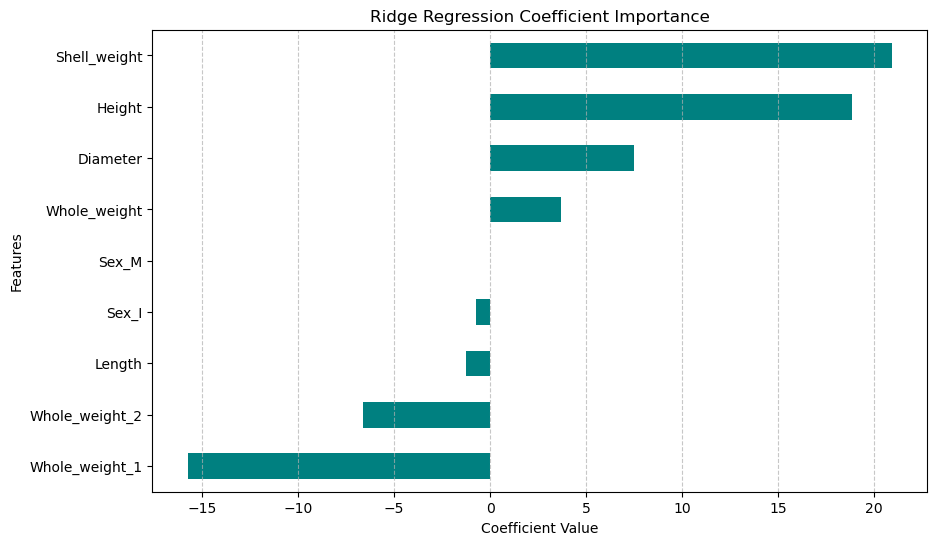 Ridge Regression Coefficient Importance
Shell_weight
Height
Diameter
Whole_weight
Sex_M
Sex_I
Length
Whole_weight_2
Whole_weight_1
Features
−15 −10 −5 0 5 10 15 20
Coefficient Value